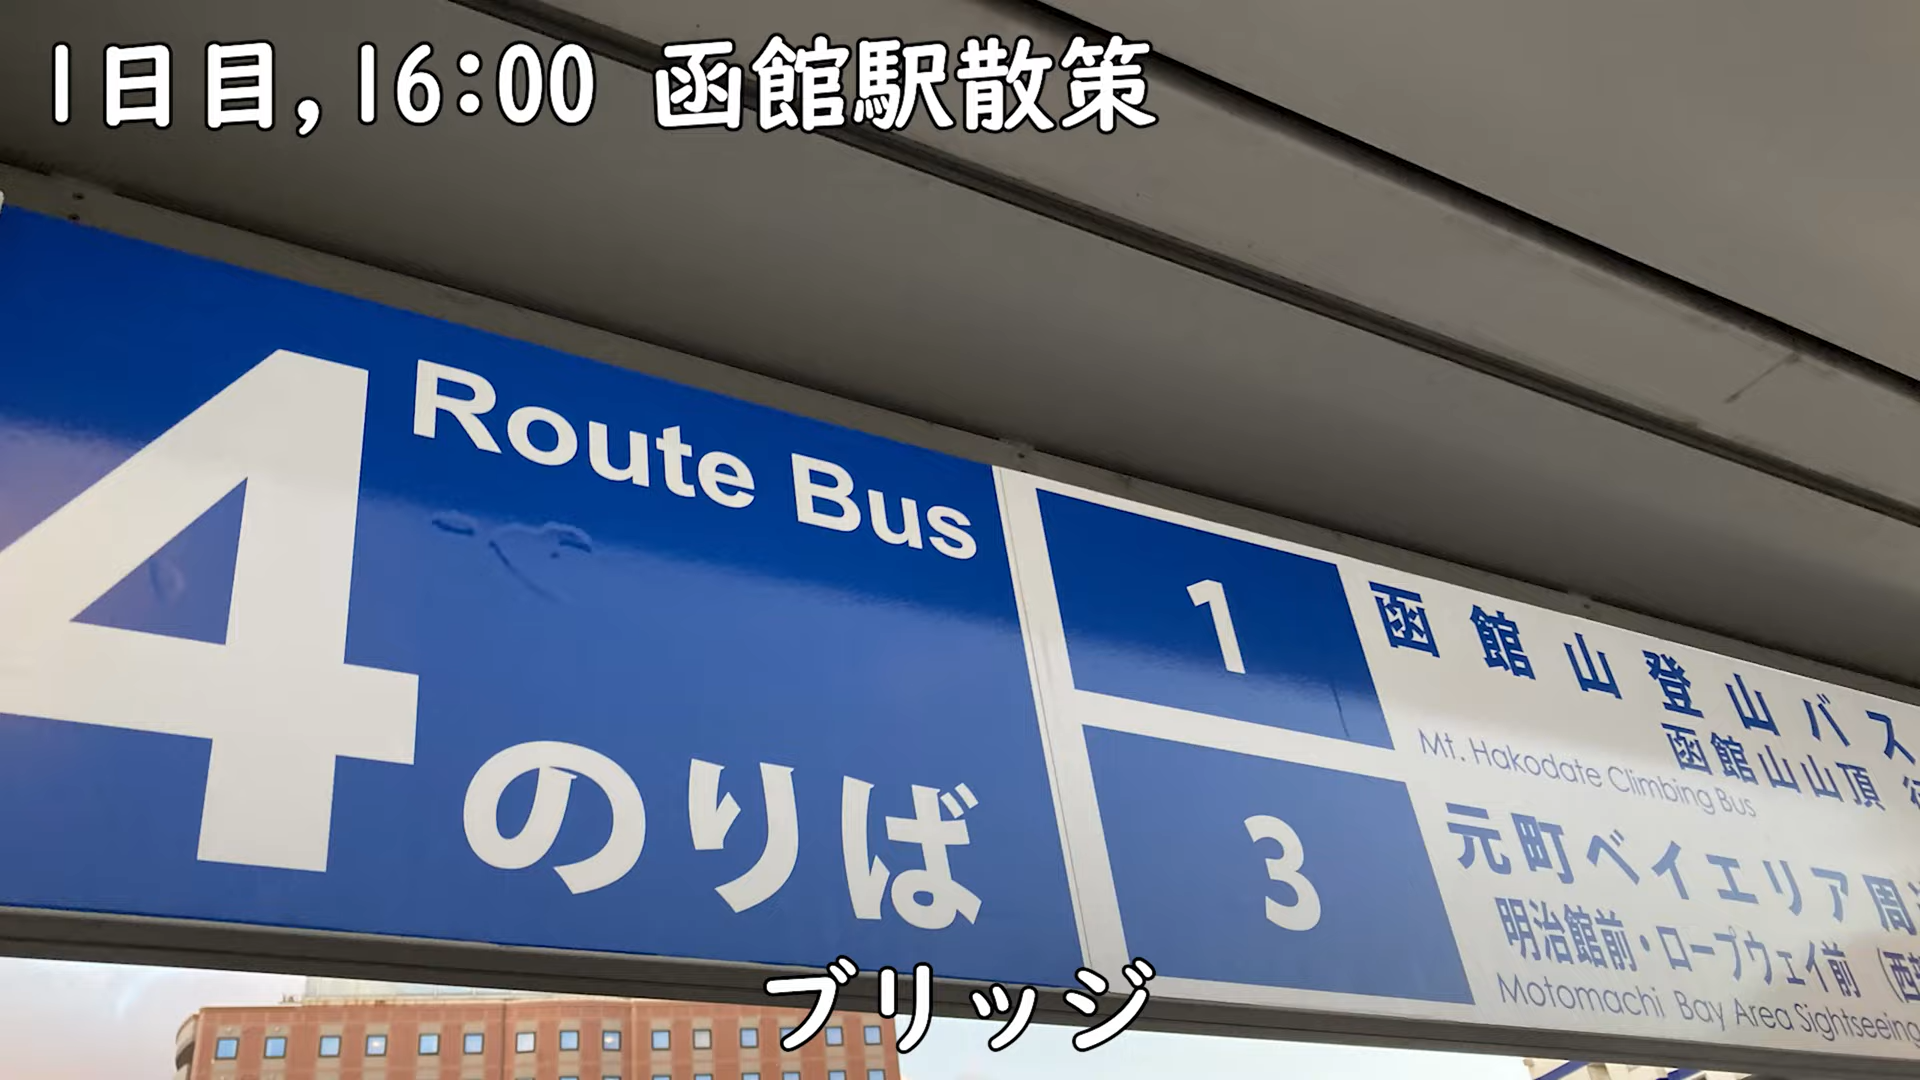 1日目,16:00 函館駅散策
4 Route Bus
のりば
1
函館山登山バス
函館山山頂
Mt. Hakodate Climbing Bus
3
元町ベイエリア周
明治館前・ロープウェイ前
Motomachi Bay Area Sightseeing
ブリッジ